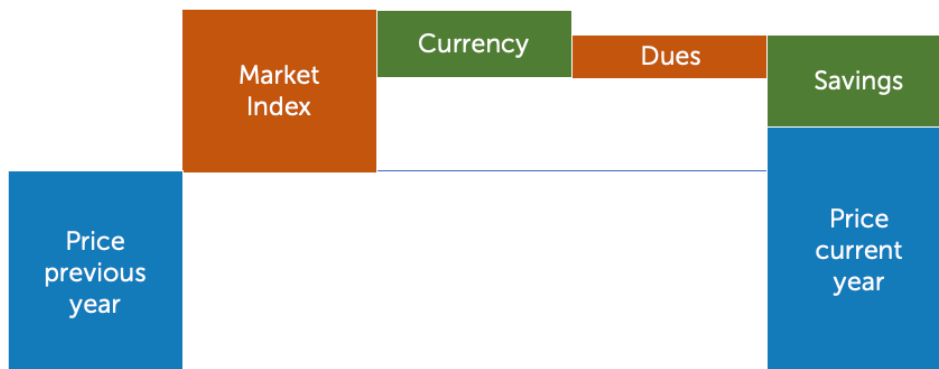 Price
previous
year
Market
Index
Currency
Dues
Savings
Price
current
year